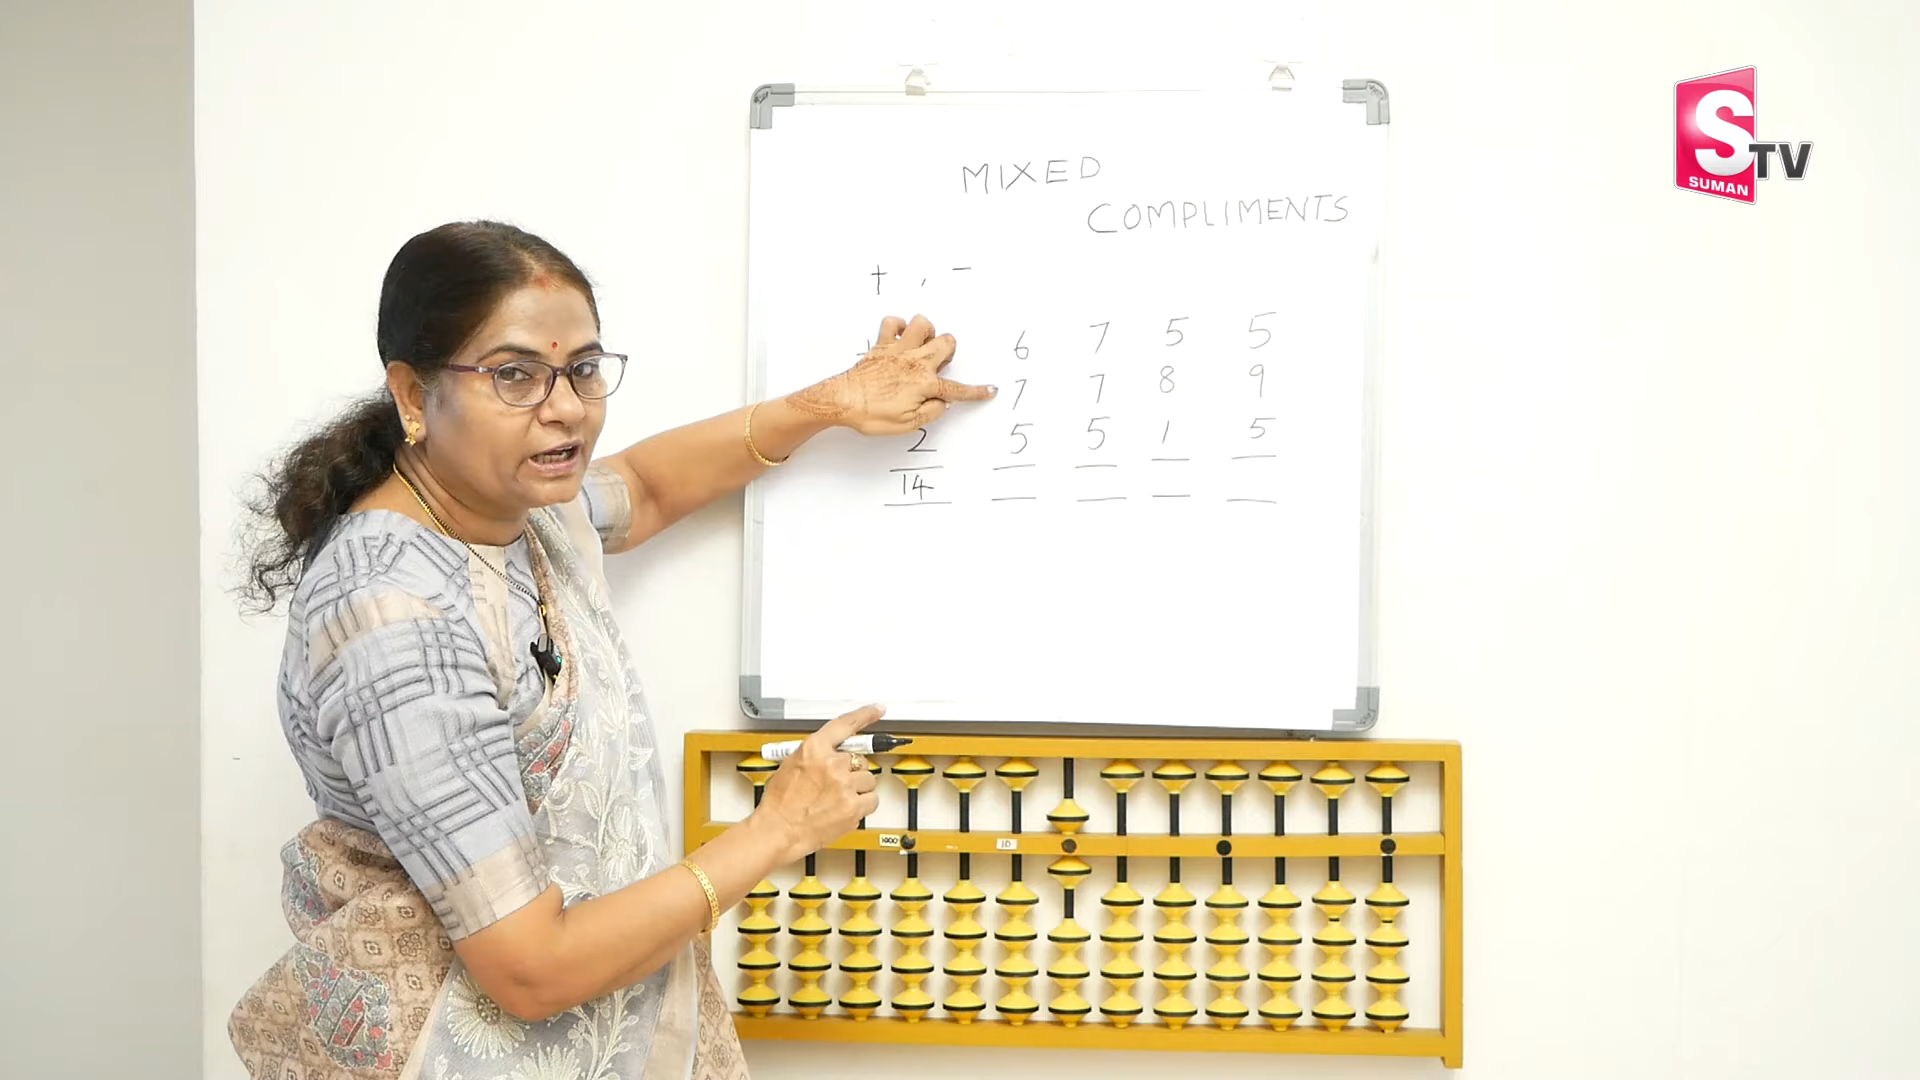 MIXED
COMPLIMENTS
+ , -
+ 6 7 5 5
7 7 8 9
2 5 5 1 5
14
S TV
SUMAN
1000 10